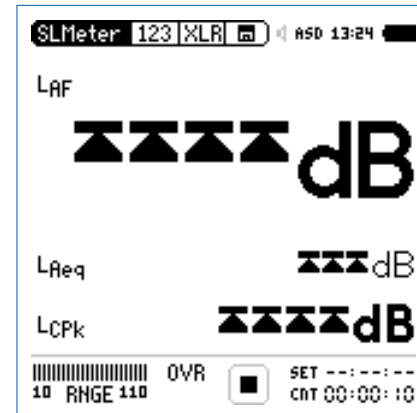 SLMeter 123 XLR ASD 13:24
LAF
dB
LAeq dB
LCPk dB
OVR SET --:--:--
10 RNGE 110 CNT 00:00:18